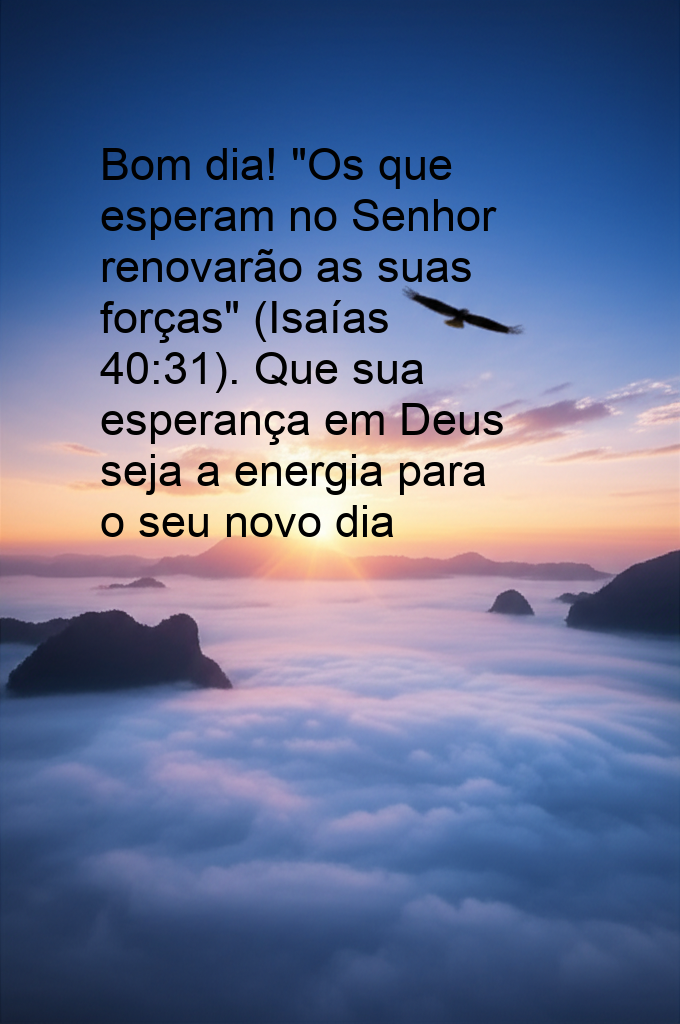 Bom dia! "Os que
esperam no Senhor
renovarão as suas
forças" (Isaías
40:31). Que sua
esperança em Deus
seja a energia para
o seu novo dia